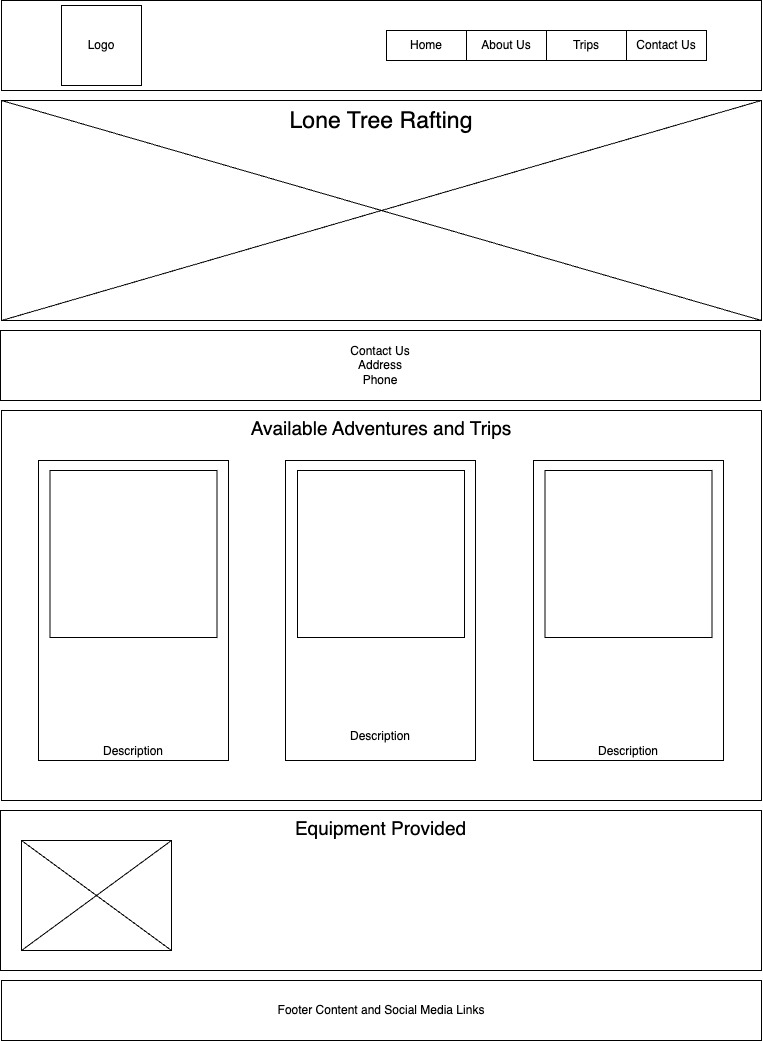 Logo
Home
About Us
Trips
Contact Us
Lone Tree Rafting
Contact Us
Address
Phone
Available Adventures and Trips
Description
Description
Description
Equipment Provided
Footer Content and Social Media Links